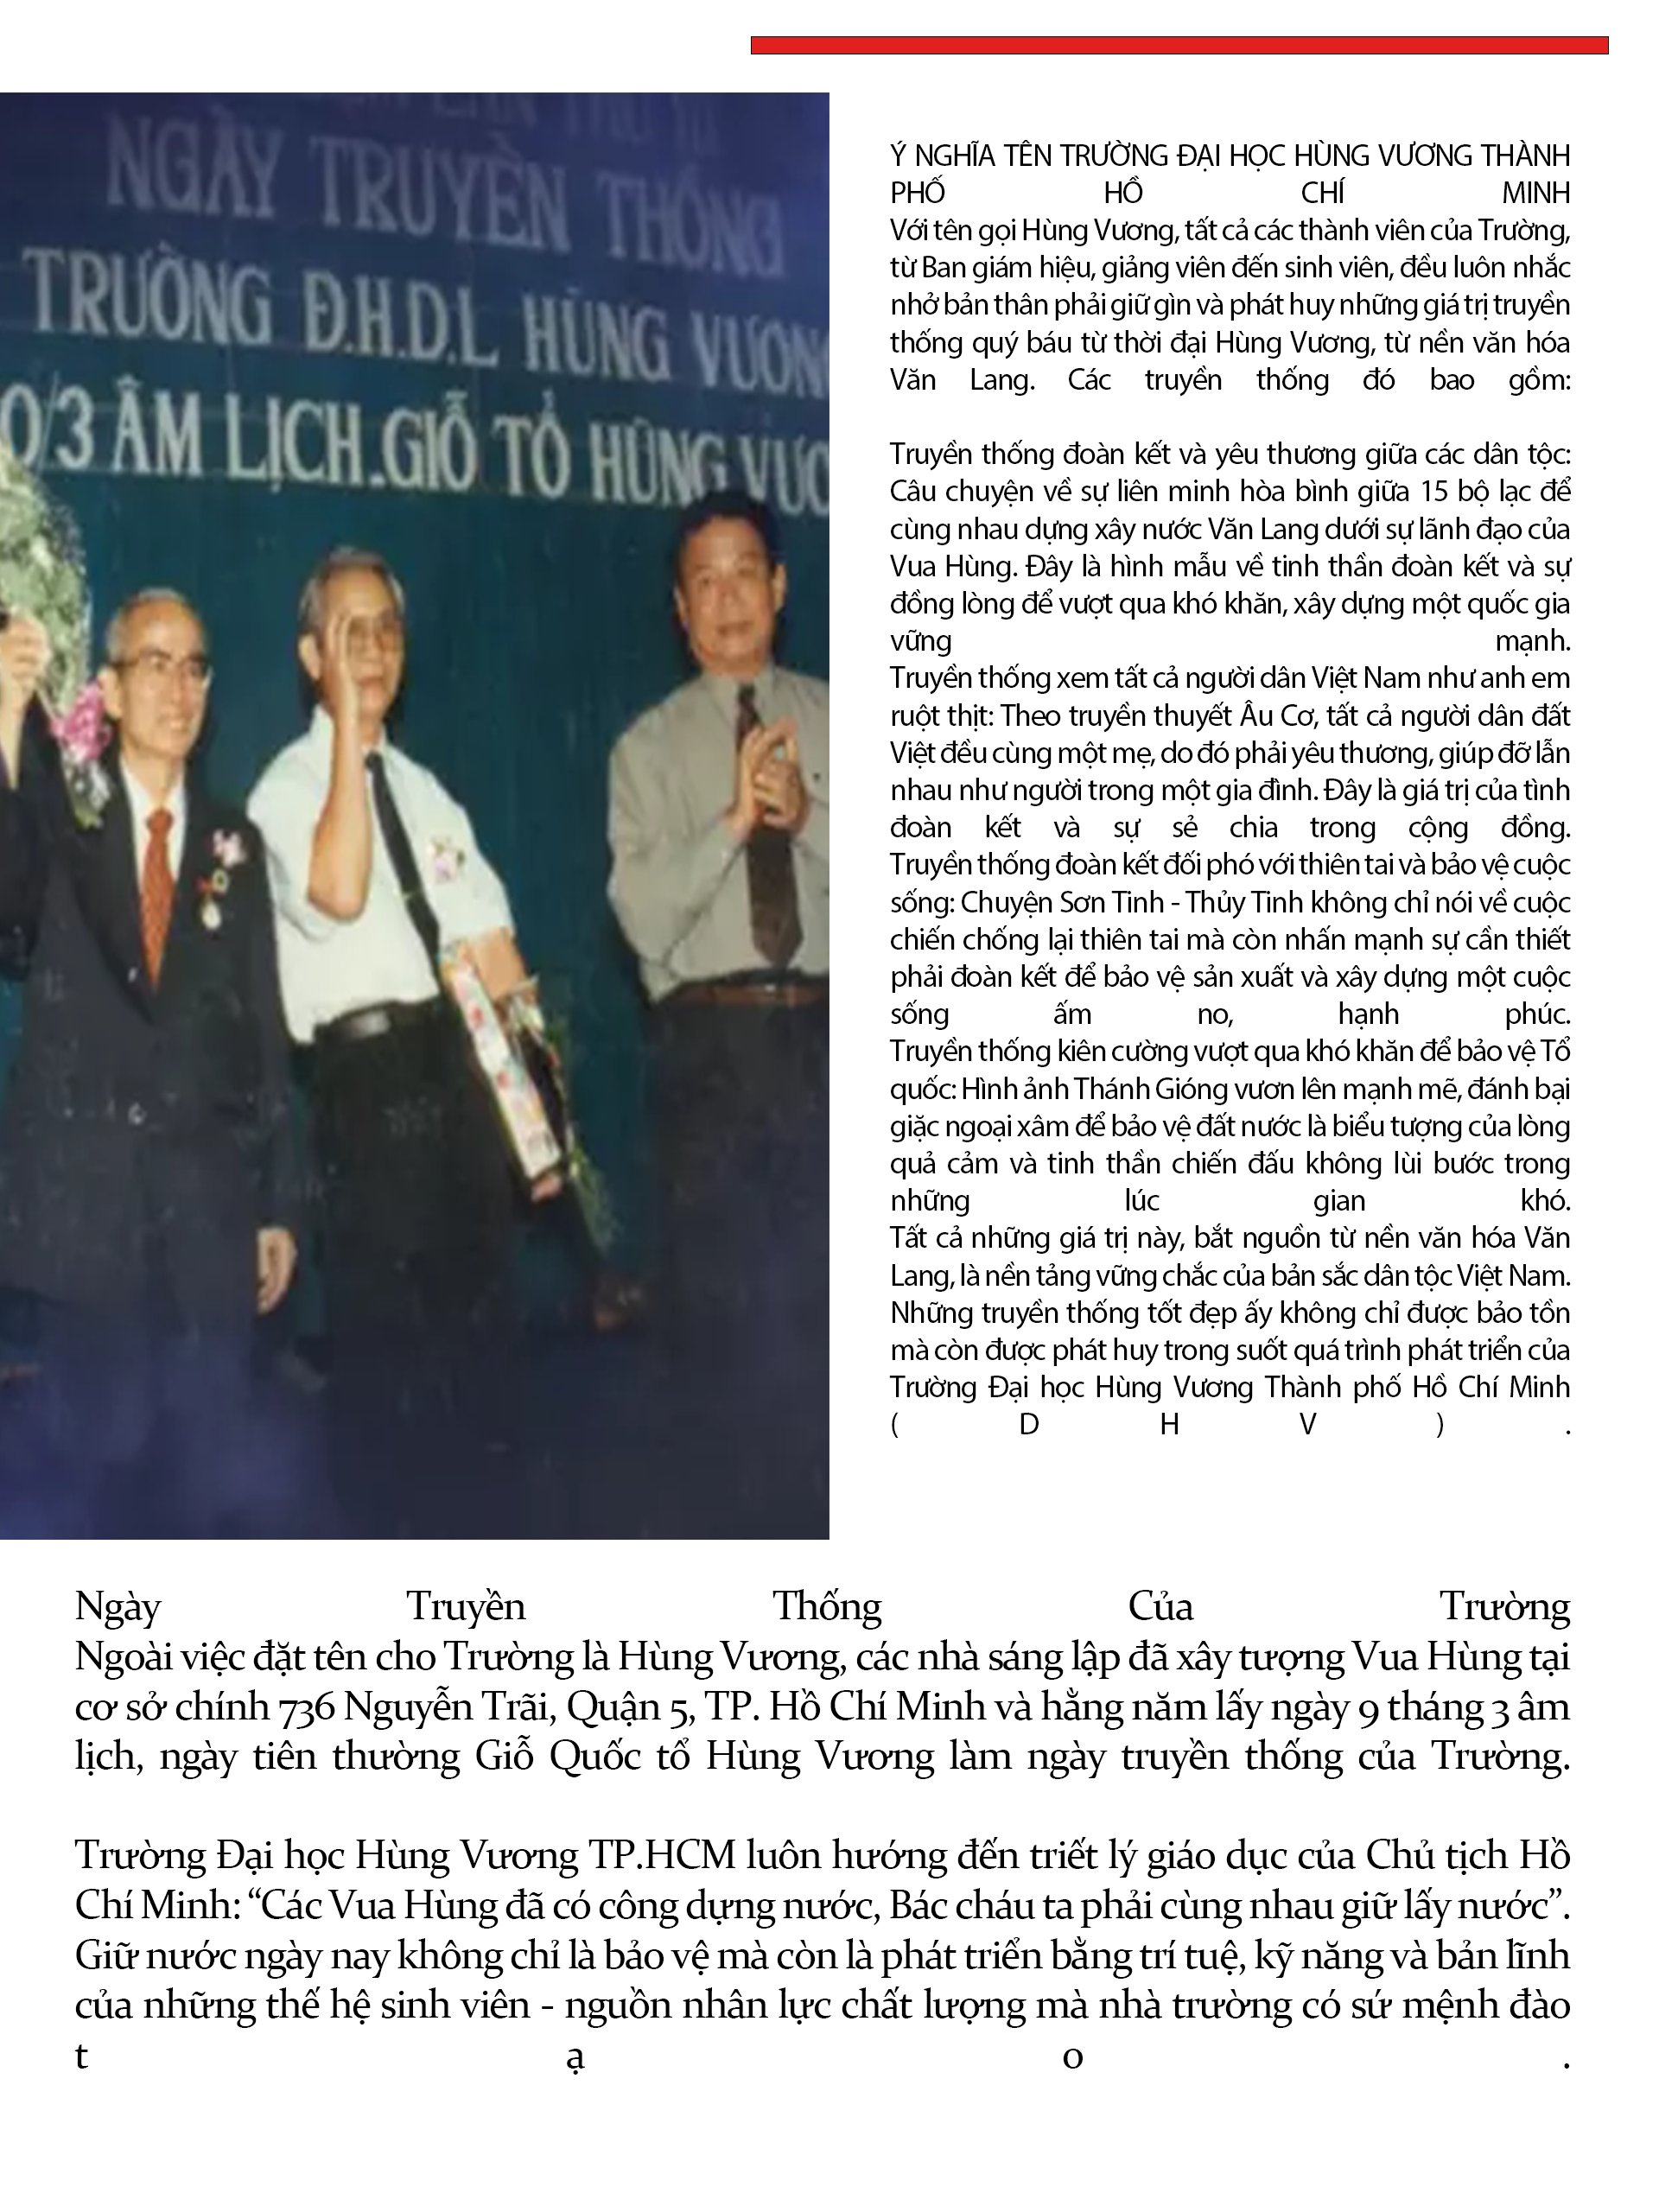 NGÀY TRUYỀN THỐNG
TRƯỜNG Đ.H.D.L HÙNG VƯƠNG
0/3 ÂM LỊCH.GIỖ TỔ HÙNG VƯƠ
Ý NGHĨA TÊN TRƯỜNG ĐẠI HỌC HÙNG VƯƠNG THÀNH
PHỐ HỒ CHÍ MINH
Với tên gọi Hùng Vương, tất cả các thành viên của Trường,
từ Ban giám hiệu, giảng viên đến sinh viên, đều luôn nhắc
nhở bản thân phải giữ gìn và phát huy những giá trị truyền
thống quý báu từ thời đại Hùng Vương, từ nền văn hóa
Văn Lang. Các truyền thống đó bao gồm:
Truyền thống đoàn kết và yêu thương giữa các dân tộc:
Câu chuyện về sự liên minh hòa bình giữa 15 bộ lạc để
cùng nhau dựng xây nước Văn Lang dưới sự lãnh đạo của
Vua Hùng. Đây là hình mẫu về tinh thần đoàn kết và sự
đồng lòng để vượt qua khó khăn, xây dựng một quốc gia
vững mạnh.
Truyền thống xem tất cả người dân Việt Nam như anh em
ruột thịt: Theo truyền thuyết Âu Cơ, tất cả người dân đất
Việt đều cùng một mẹ, do đó phải yêu thương, giúp đỡ lẫn
nhau như người trong một gia đình. Đây là giá trị của tình
đoàn kết và sự sẻ chia trong cộng đồng.
Truyền thống đoàn kết đối phó với thiên tai và bảo vệ cuộc
sống: Chuyện Sơn Tinh - Thủy Tinh không chỉ nói về cuộc
chiến chống lại thiên tai mà còn nhấn mạnh sự cần thiết
phải đoàn kết để bảo vệ sản xuất và xây dựng một cuộc
sống ấm no, hạnh phúc.
Truyền thống kiên cường vượt qua khó khăn để bảo vệ Tổ
quốc: Hình ảnh Thánh Gióng vươn lên mạnh mẽ, đánh bại
giặc ngoại xâm để bảo vệ đất nước là biểu tượng của lòng
quả cảm và tinh thần chiến đấu không lùi bước trong
những lúc gian khó.
Tất cả những giá trị này, bắt nguồn từ nền văn hóa Văn
Lang, là nền tảng vững chắc của bản sắc dân tộc Việt Nam.
Những truyền thống tốt đẹp ấy không chỉ được bảo tồn
mà còn được phát huy trong suốt quá trình phát triển của
Trường Đại học Hùng Vương Thành phố Hồ Chí Minh
(DHV).
Ngày Truyền Thống Của Trường
Ngoài việc đặt tên cho Trường là Hùng Vương, các nhà sáng lập đã xây tượng Vua Hùng tại
cơ sở chính 736 Nguyễn Trãi, Quận 5, TP. Hồ Chí Minh và hằng năm lấy ngày 9 tháng 3 âm
lịch, ngày tiên thường Giỗ Quốc tổ Hùng Vương làm ngày truyền thống của Trường.
Trường Đại học Hùng Vương TP.HCM luôn hướng đến triết lý giáo dục của Chủ tịch Hồ
Chí Minh: “Các Vua Hùng đã có công dựng nước, Bác cháu ta phải cùng nhau giữ lấy nước”.
Giữ nước ngày nay không chỉ là bảo vệ mà còn là phát triển bằng trí tuệ, kỹ năng và bản lĩnh
của những thế hệ sinh viên - nguồn nhân lực chất lượng mà nhà trường có sứ mệnh đào
tạo.